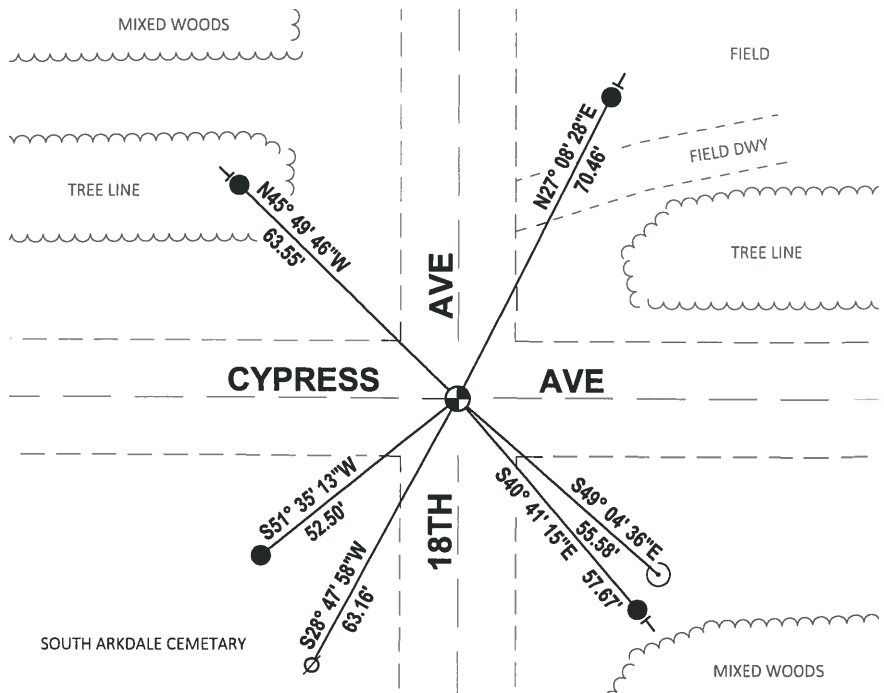 MIXED WOODS
FIELD
N27° 08' 28"E
70.46'
FIELD DWY
TREE LINE
N45° 49' 46"W
63.55'
TREE LINE
AVE
CYPRESS AVE
S51° 35' 13"W
52.50'
S28° 47' 58"W
63.16'
18TH
S49° 04' 36"E
55.58'
S40° 41' 15"E
57.67'
SOUTH ARKDALE CEMETARY
MIXED WOODS